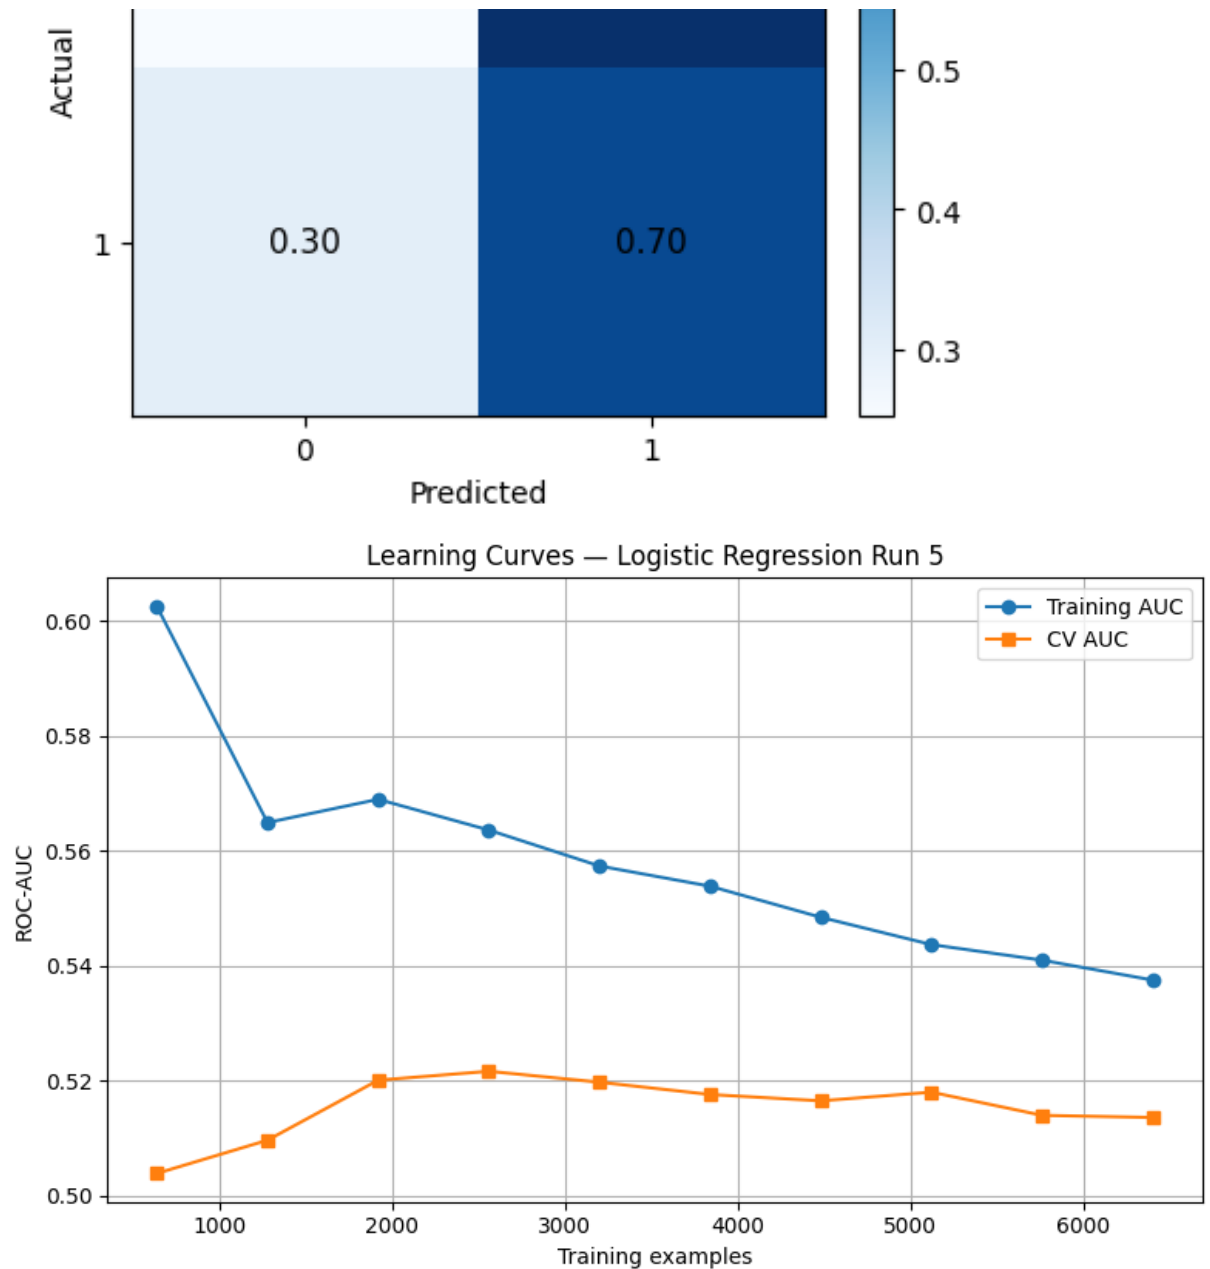 Actual
0.5
0.4
0.30
0.70
1
0.3
0
1
Predicted
Learning Curves — Logistic Regression Run 5
Training AUC
CV AUC
ROC-AUC
0.60
0.58
0.56
0.54
0.52
0.50
1000
2000
3000
4000
5000
6000
Training examples